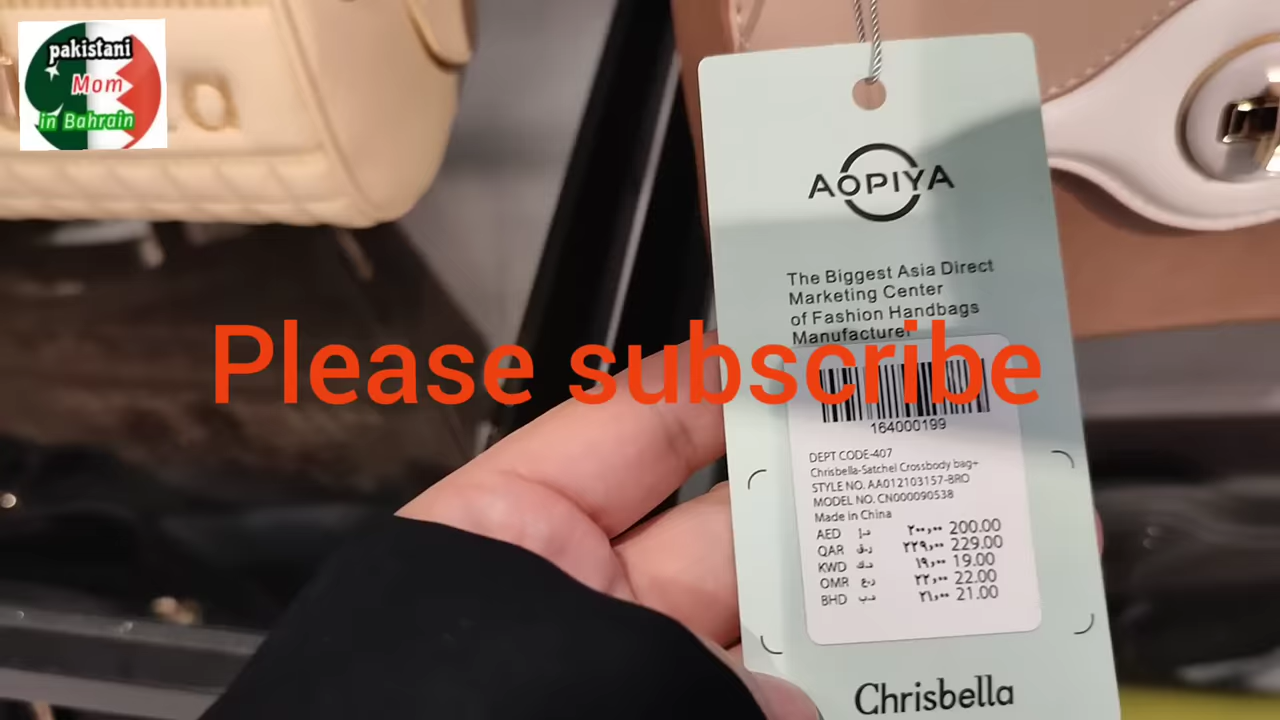 pakistani
Mom
in Bahrain
AOPIYA
The Biggest Asia Direct
Marketing Center
of Fashion Handbags
Manufacturer
Please subscribe
164000199
DEPT CODE-407
Chrisbella-Satchel Crossbody bag+
STYLE NO. AA012103157-BRO
MODEL NO. CN000090538
Made in China
AED د.إ ٢٠٠,٠٠ 200.00
QAR ر.ق ٢٢٩,٠٠ 229.00
KWD د.ك ١٩,٠٠ 19.00
OMR ر.ع ٢٢,٠٠ 22.00
BHD د.ب ٢١,٠٠ 21.00
Chrisbella